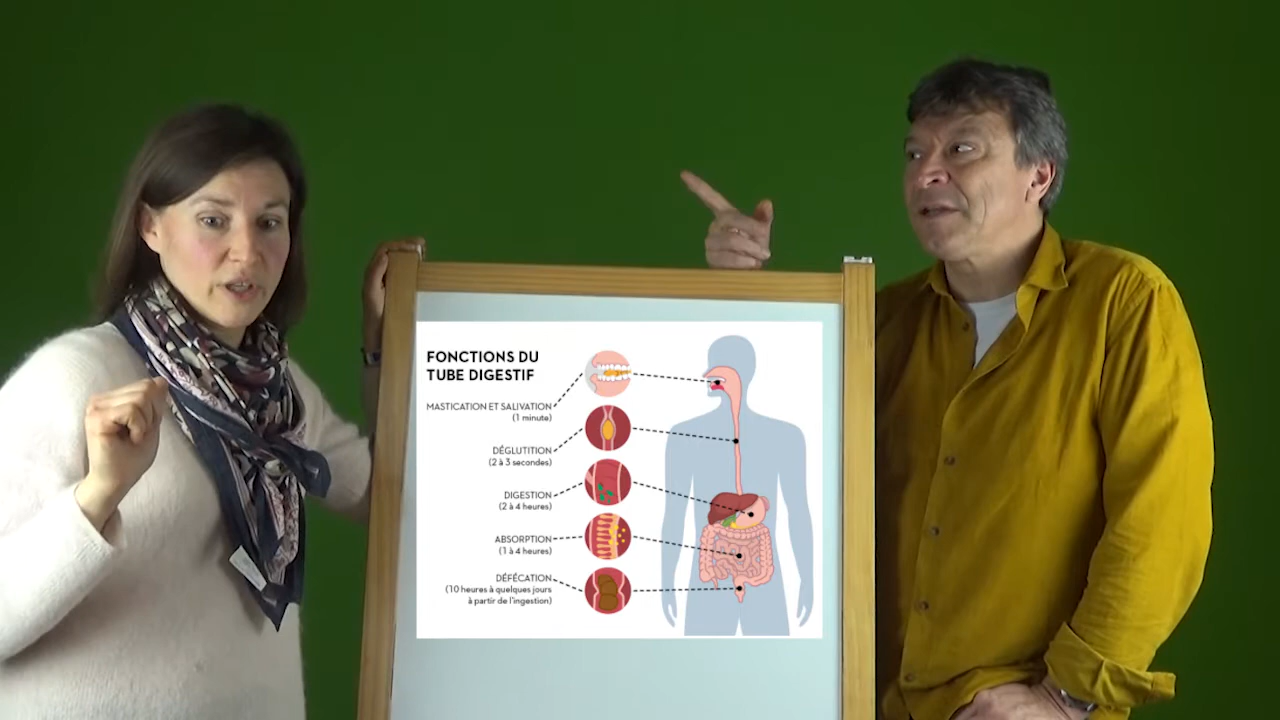 FONCTIONS DU
TUBE DIGESTIF
MASTICATION ET SALIVATION
(1 minute)
DÉGLUTITION
(2 à 3 secondes)
DIGESTION
(2 à 4 heures)
ABSORPTION
(1 à 4 heures)
DÉFÉCATION
(10 heures à quelques jours
à partir de l'ingestion)